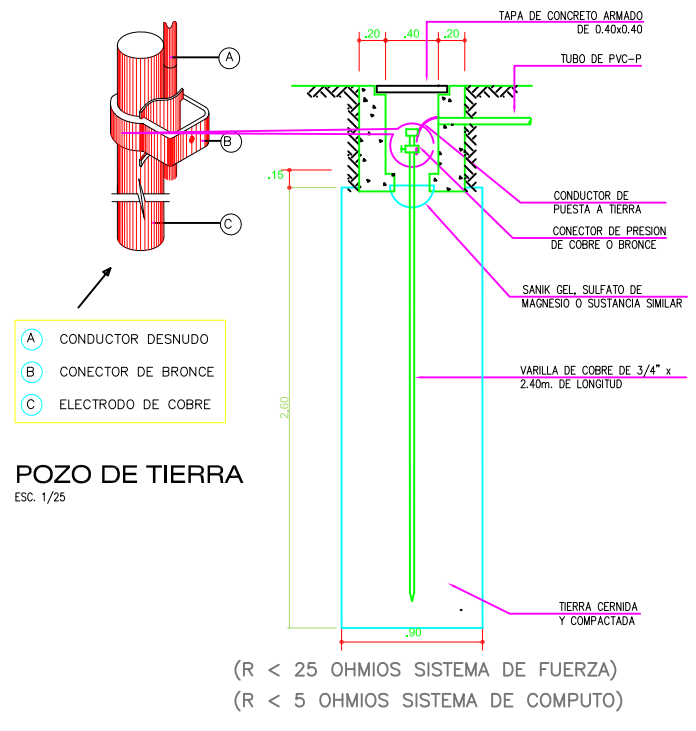 TAPA DE CONCRETO ARMADO
DE 0.40x0.40
.20
.40
.20
TUBO DE PVC-P
A
B
C
.15
CONDUCTOR DE
PUESTA A TIERRA
CONECTOR DE PRESION
DE COBRE O BRONCE
SANIK GEL, SULFATO DE
MAGNESIO O SUSTANCIA SIMILAR
A CONDUCTOR DESNUDO
B CONECTOR DE BRONCE
C ELECTRODO DE COBRE
VARILLA DE COBRE DE 3/4" x
2.40m. DE LONGITUD
2.60
POZO DE TIERRA
ESC. 1/25
TIERRA CERNIDA
Y COMPACTADA
.90
(R < 25 OHMIOS SISTEMA DE FUERZA)
(R < 5 OHMIOS SISTEMA DE COMPUTO)